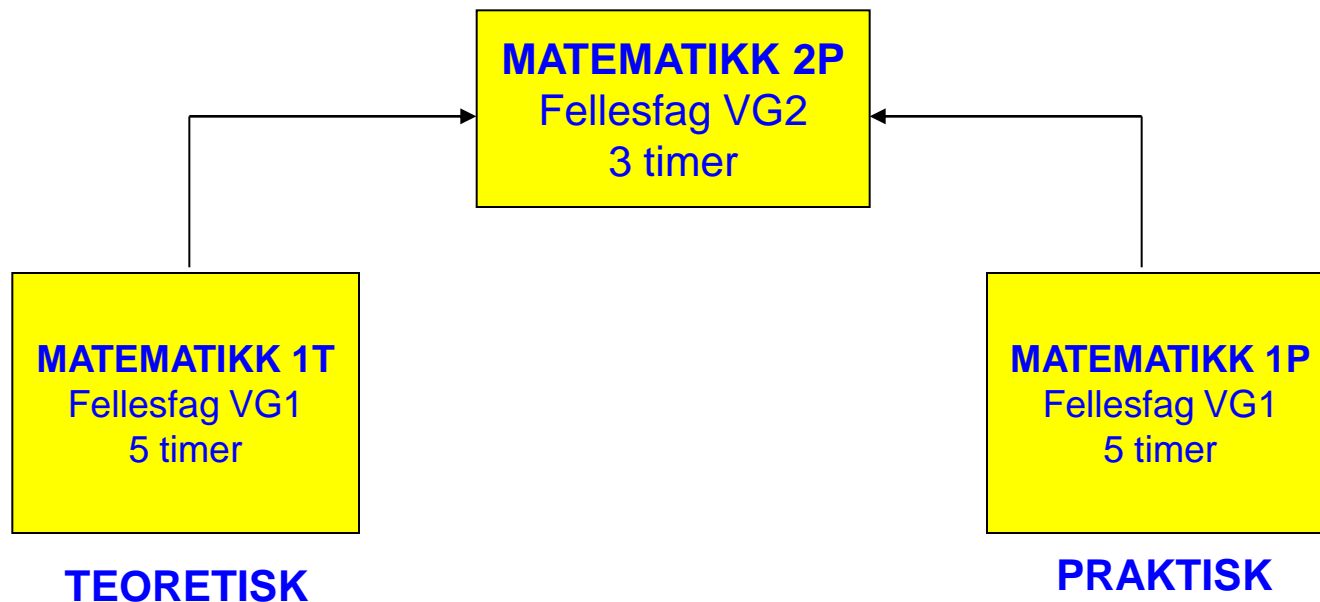 MATEMATIKK 2P
Fellesfag VG2
3 timer
MATEMATIKK 1T
Fellesfag VG1
5 timer
TEORETISK
MATEMATIKK 1P
Fellesfag VG1
5 timer
PRAKTISK